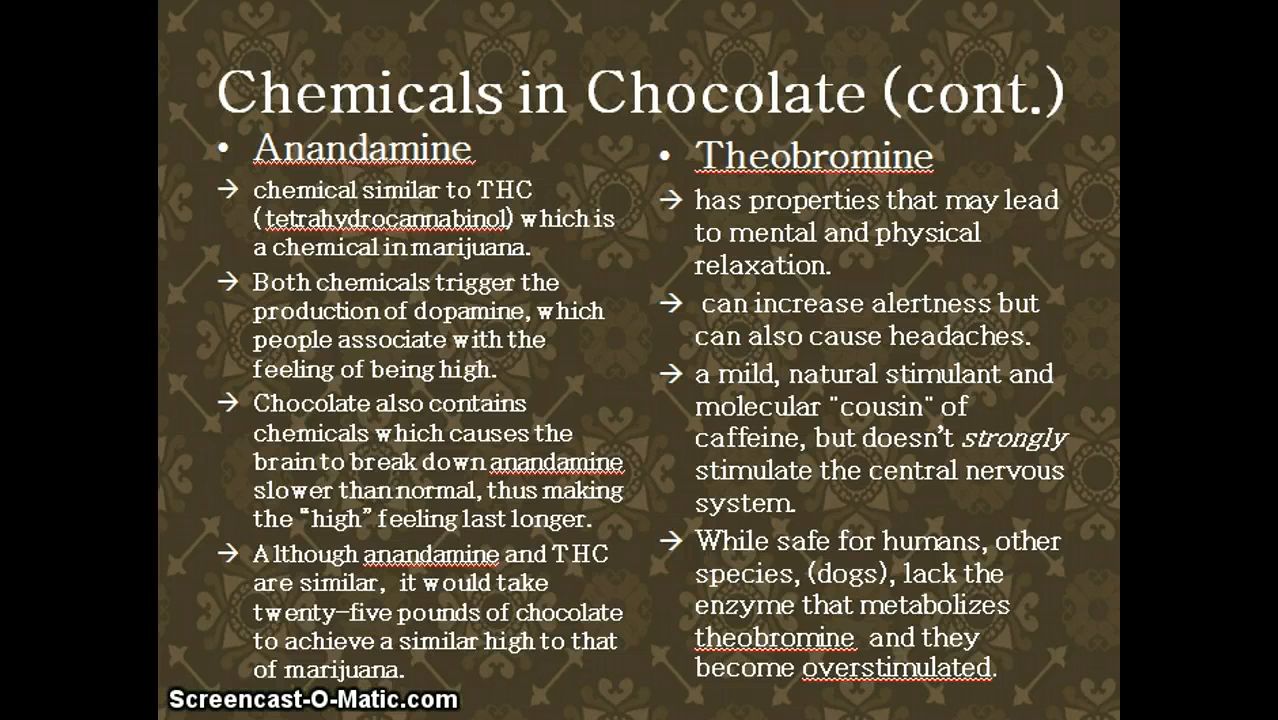 Chemicals in Chocolate (cont.)
• Anandamine
→ chemical similar to THC
(tetrahydrocannabinol) which is
a chemical in marijuana.
→ Both chemicals trigger the
production of dopamine, which
people associate with the
feeling of being high.
→ Chocolate also contains
chemicals which causes the
brain to break down anandamine
slower than normal, thus making
the “high” feeling last longer.
→ Although anandamine and THC
are similar, it would take
twenty-five pounds of chocolate
to achieve a similar high to that
of marijuana.
• Theobromine
→ has properties that may lead
to mental and physical
relaxation.
→ can increase alertness but
can also cause headaches.
→ a mild, natural stimulant and
molecular "cousin" of
caffeine, but doesn’t strongly
stimulate the central nervous
system.
→ While safe for humans, other
species, (dogs), lack the
enzyme that metabolizes
theobromine and they
become overstimulated.
Screencast-O-Matic.com